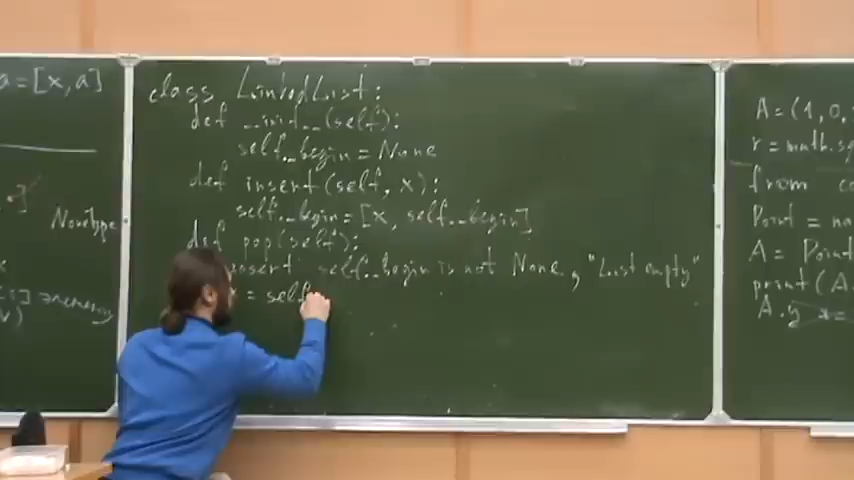 a=[x,a]
Nonetype
class LinkedList:
def __init__(self):
self._begin=None
def insert(self, x):
self._begin=[x, self._begin]
def pop(self):
assert self._begin is not None, "List empty"
= self
A=(1,0,
r=math.sq
from co
Point = na
A= Point
print(A.
A.y